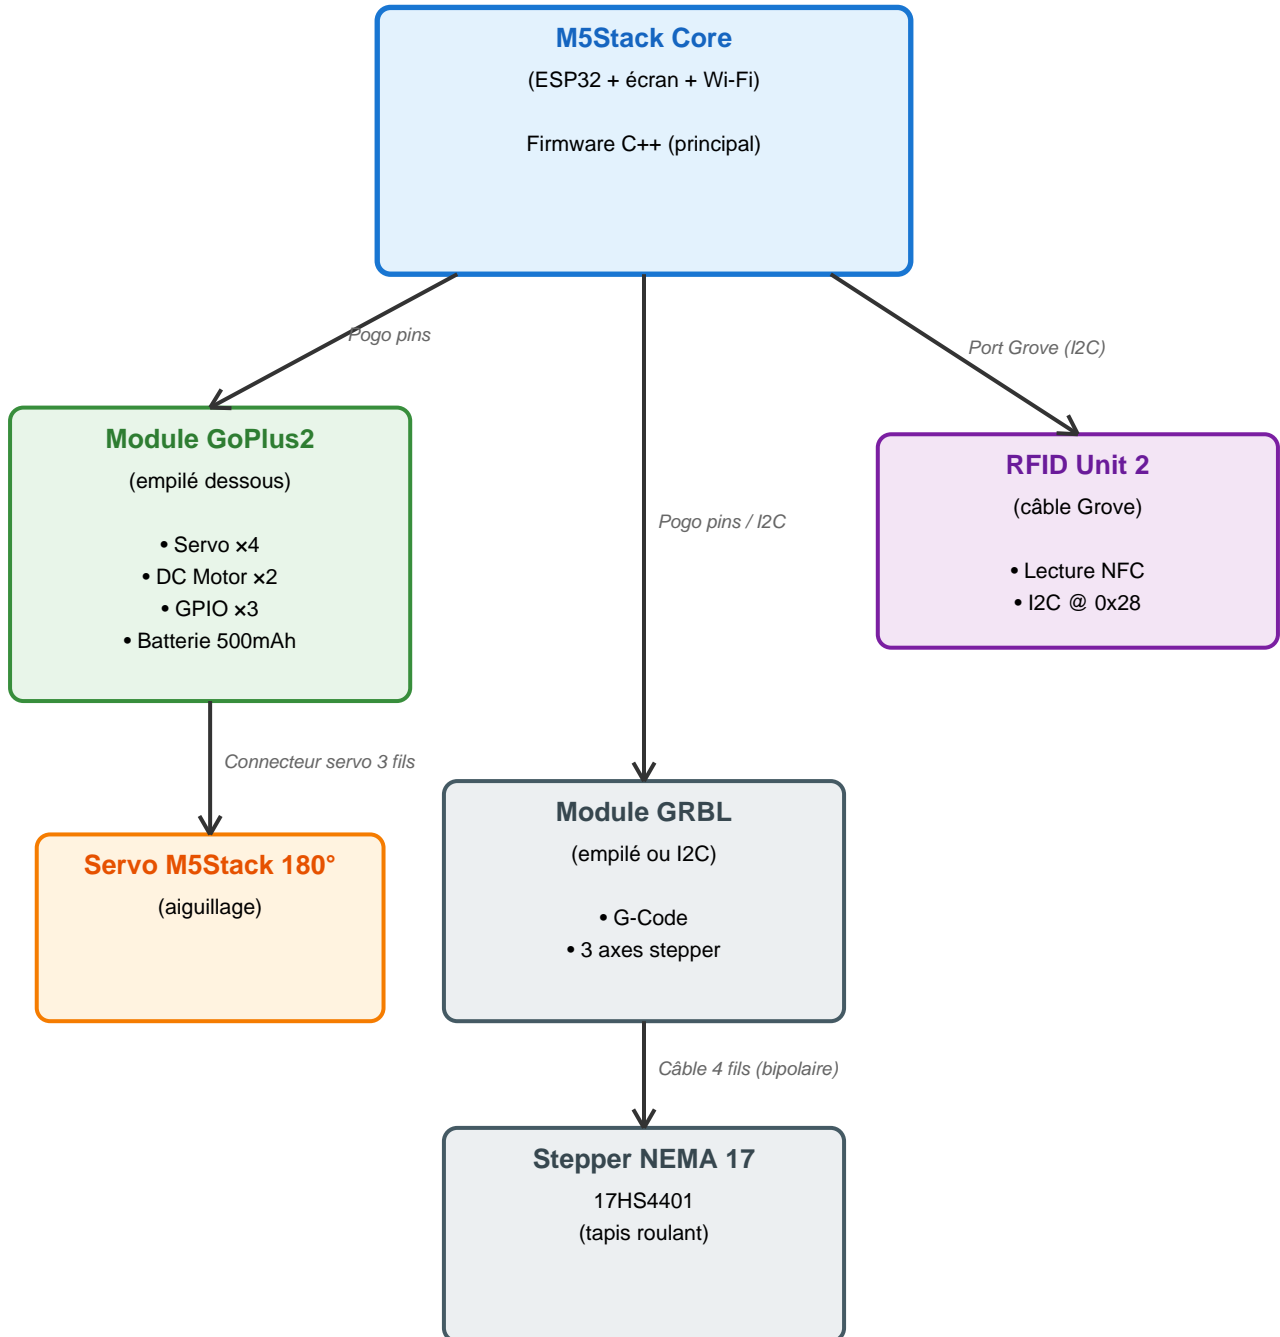 M5Stack Core
(ESP32 + écran + Wi-Fi)
Firmware C++ (principal)
Pogo pins
Port Grove (I2C)
Module GoPlus2
(empilé dessous)
• Servo ×4
• DC Motor ×2
• GPIO ×3
• Batterie 500mAh
RFID Unit 2
(câble Grove)
• Lecture NFC
• I2C @ 0x28
Pogo pins / I2C
Connecteur servo 3 fils
Servo M5Stack 180°
(aiguillage)
Module GRBL
(empilé ou I2C)
• G-Code
• 3 axes stepper
Câble 4 fils (bipolaire)
Stepper NEMA 17
17HS4401
(tapis roulant)